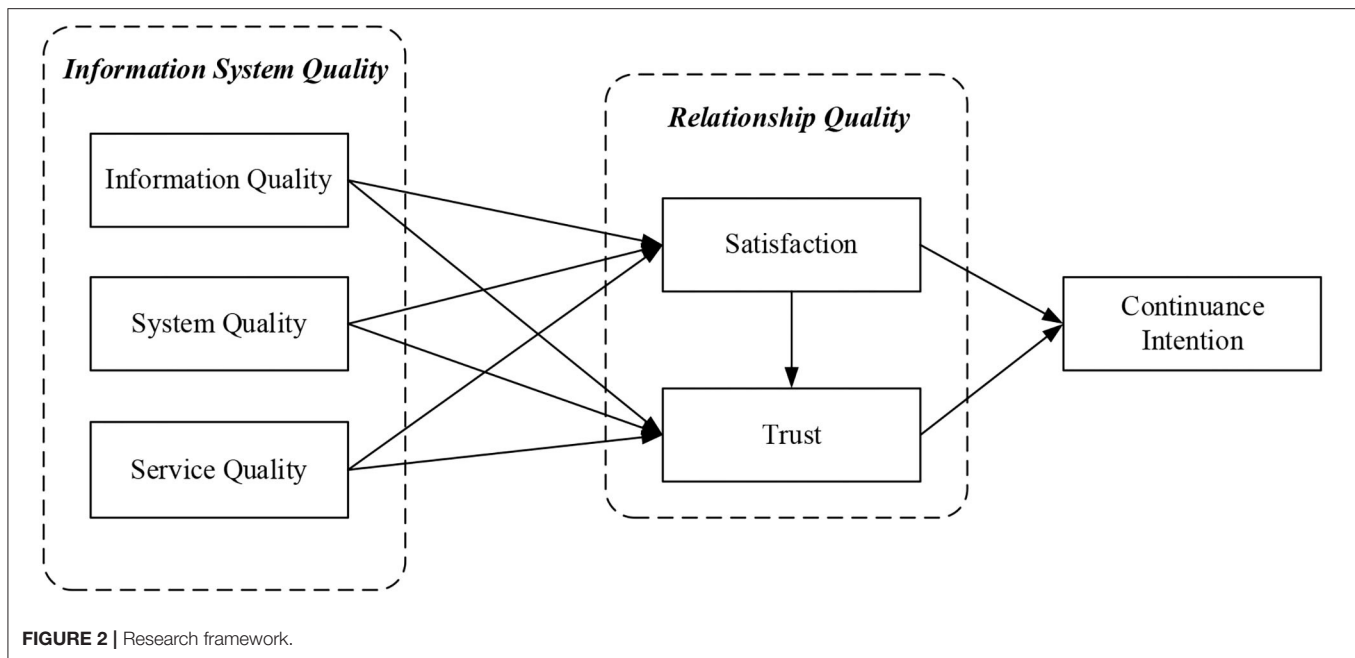 Information System Quality
Information Quality
System Quality
Service Quality
Relationship Quality
Satisfaction
Trust
Continuance
Intention
FIGURE 2 | Research framework.